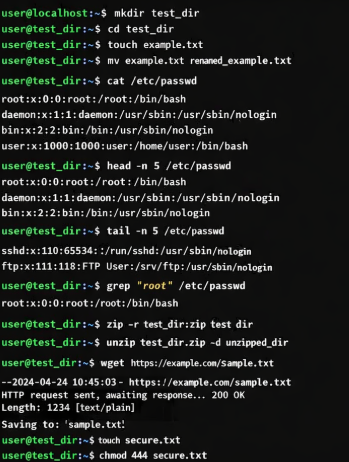 user@localhost:~$ mkdir test_dir
user@test_dir:~$ cd test_dir
user@test_dir:~$ touch example.txt
user@test_dir:~$ mv example.txt renamed_example.txt
user@test_dir:~$ cat /etc/passwd
root:x:0:0:root:/root:/bin/bash
daemon:x:1:1:daemon:/usr/sbin:/usr/sbin/nologin
bin:x:2:2:bin:/bin:/usr/sbin/nologin
user:x:1000:1000:user:/home/user:/bin/bash
user@test_dir:~$ head -n 5 /etc/passwd
root:x:0:0:root:/root:/bin/bash
daemon:x:1:1:daemon:/usr/sbin:/usr/sbin/nologin
bin:x:2:2:bin:/bin:/usr/sbin/nologin
user@test_dir:~$ tail -n 5 /etc/passwd
sshd:x:110:65534::/run/sshd:/usr/sbin/nologin
ftp:x:111:118:FTP User:/srv/ftp:/usr/sbin/nologin
user@test_dir:~$ grep "root" /etc/passwd
root:x:0:0:root:/root:/bin/bash
user@test_dir:~$ zip -r test_dir:zip test dir
user@test_dir:~$ unzip test_dir.zip -d unzipped_dir
user@test_dir:~$ wget https://example.com/sample.txt
--2024-04-24 10:45:03- https://example.com/sample.txt
HTTP request sent, awaiting response... 200 OK
Length: 1234 [text/plain]
Saving to: 'sample.txt'
user@test_dir:~$ touch secure.txt
user@test_dir:~$ chmod 444 secure.txt